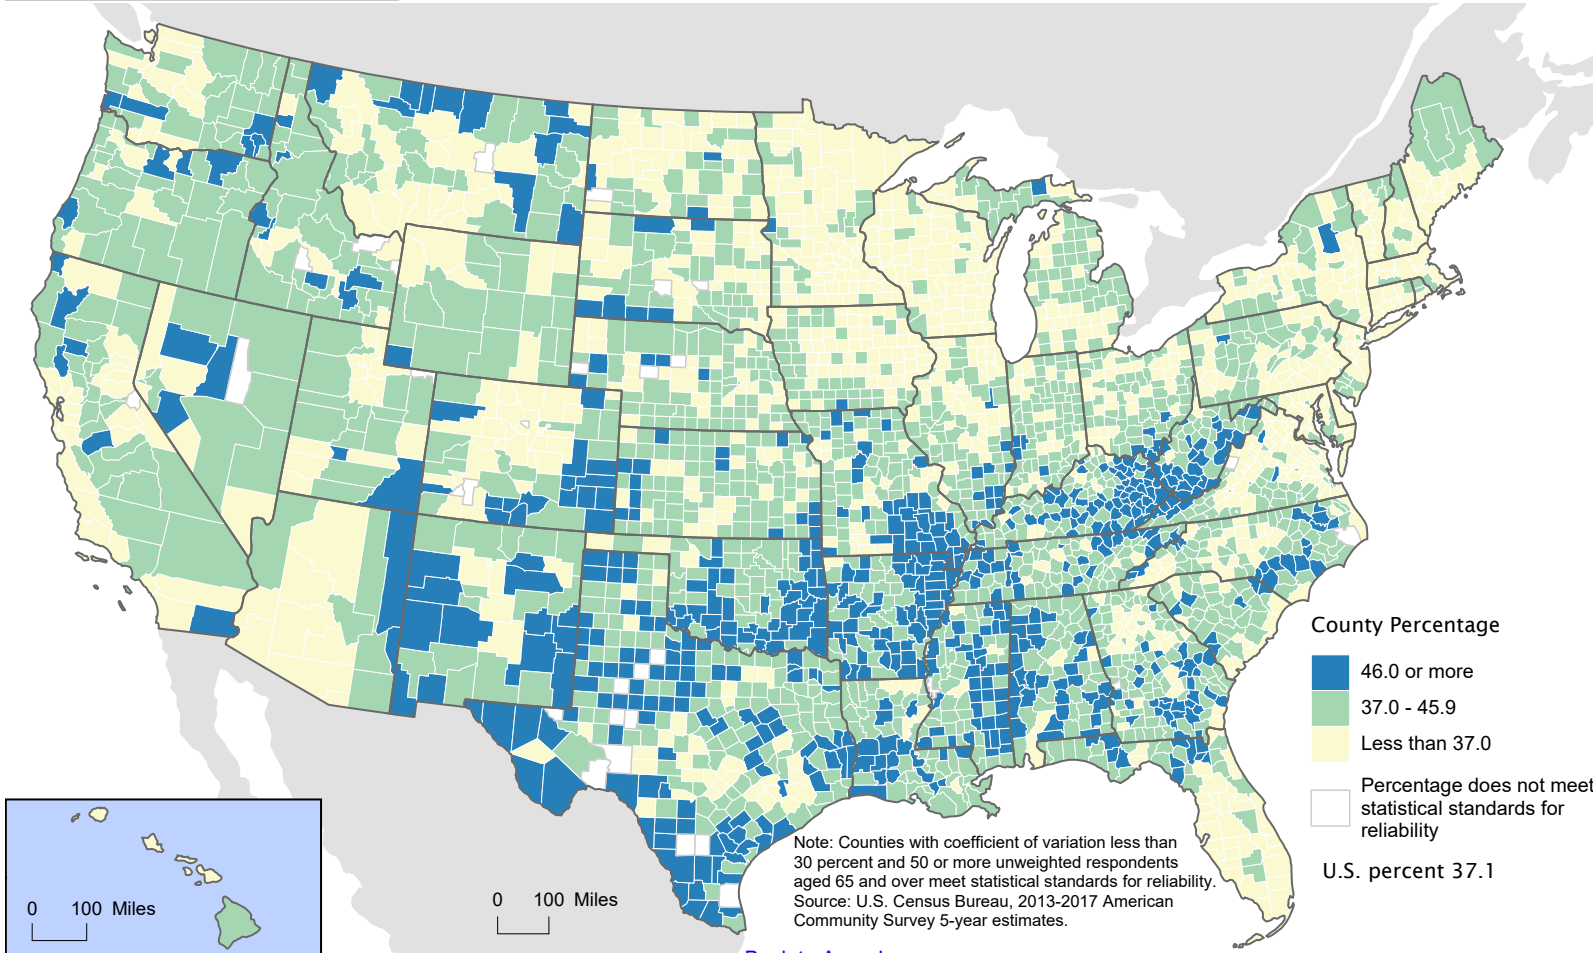 County Percentage
46.0 or more
37.0 - 45.9
Less than 37.0
Percentage does not meet
statistical standards for
reliability
U.S. percent 37.1
Note: Counties with coefficient of variation less than
30 percent and 50 or more unweighted respondents
aged 65 and over meet statistical standards for reliability.
Source: U.S. Census Bureau, 2013-2017 American
Community Survey 5-year estimates.
0 100 Miles
0 100 Miles